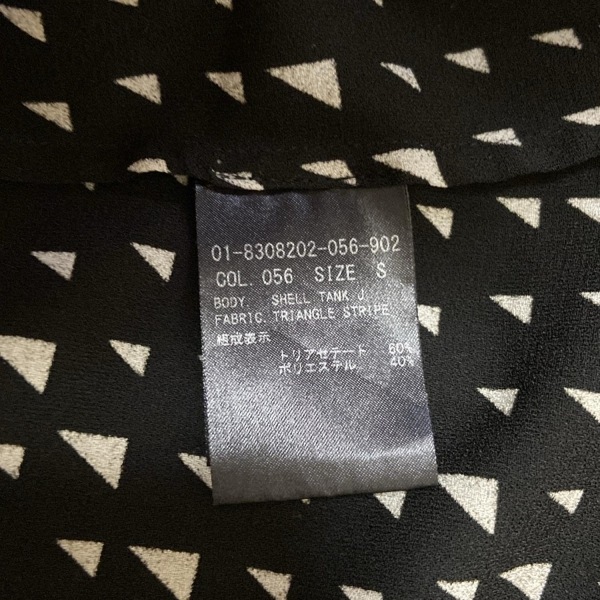 01-8308202-056-902
COL. 056 SIZE S
BODY. SHELL TANK J.
FABRIC. TRIANGLE STRIPE
組成表示
トリアセテート 60%
ポリエステル 40%